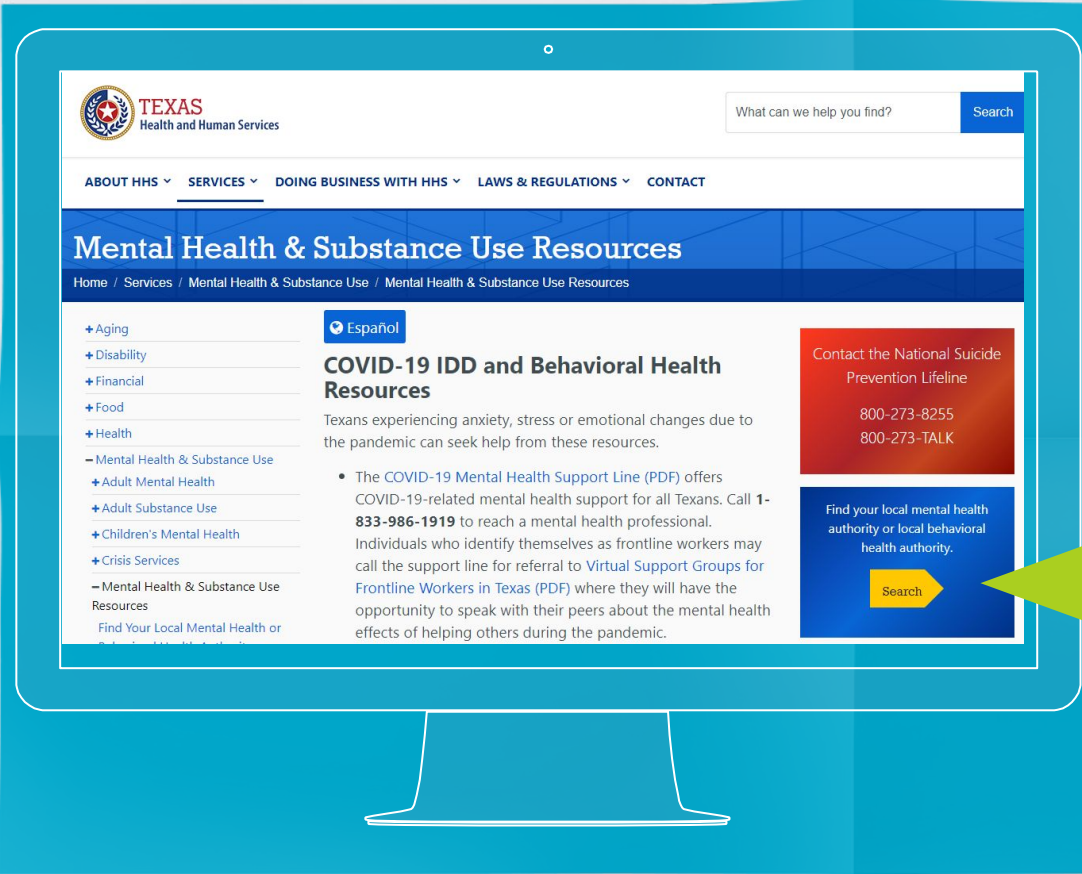 TEXAS
Health and Human Services
What can we help you find?
Search
ABOUT HHS
SERVICES
DOING BUSINESS WITH HHS
LAWS & REGULATIONS
CONTACT
Mental Health & Substance Use Resources
Home / Services / Mental Health & Substance Use / Mental Health & Substance Use Resources
+ Aging
+ Disability
+ Financial
+ Food
+ Health
– Mental Health & Substance Use
+ Adult Mental Health
+ Adult Substance Use
+ Children's Mental Health
+ Crisis Services
– Mental Health & Substance Use
Resources
Find Your Local Mental Health or
Español
COVID-19 IDD and Behavioral Health
Resources
Texans experiencing anxiety, stress or emotional changes due to
the pandemic can seek help from these resources.
• The COVID-19 Mental Health Support Line (PDF) offers
COVID-19-related mental health support for all Texans. Call 1-
833-986-1919 to reach a mental health professional.
Individuals who identify themselves as frontline workers may
call the support line for referral to Virtual Support Groups for
Frontline Workers in Texas (PDF) where they will have the
opportunity to speak with their peers about the mental health
effects of helping others during the pandemic.
Contact the National Suicide
Prevention Lifeline
800-273-8255
800-273-TALK
Find your local mental health
authority or local behavioral
health authority.
Search